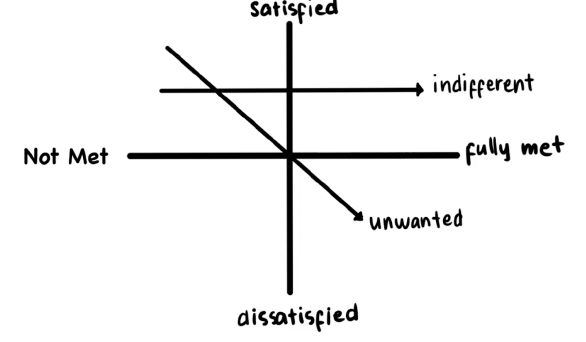 Satisfied
indifferent
Not Met
fully met
unwanted
dissatisfied